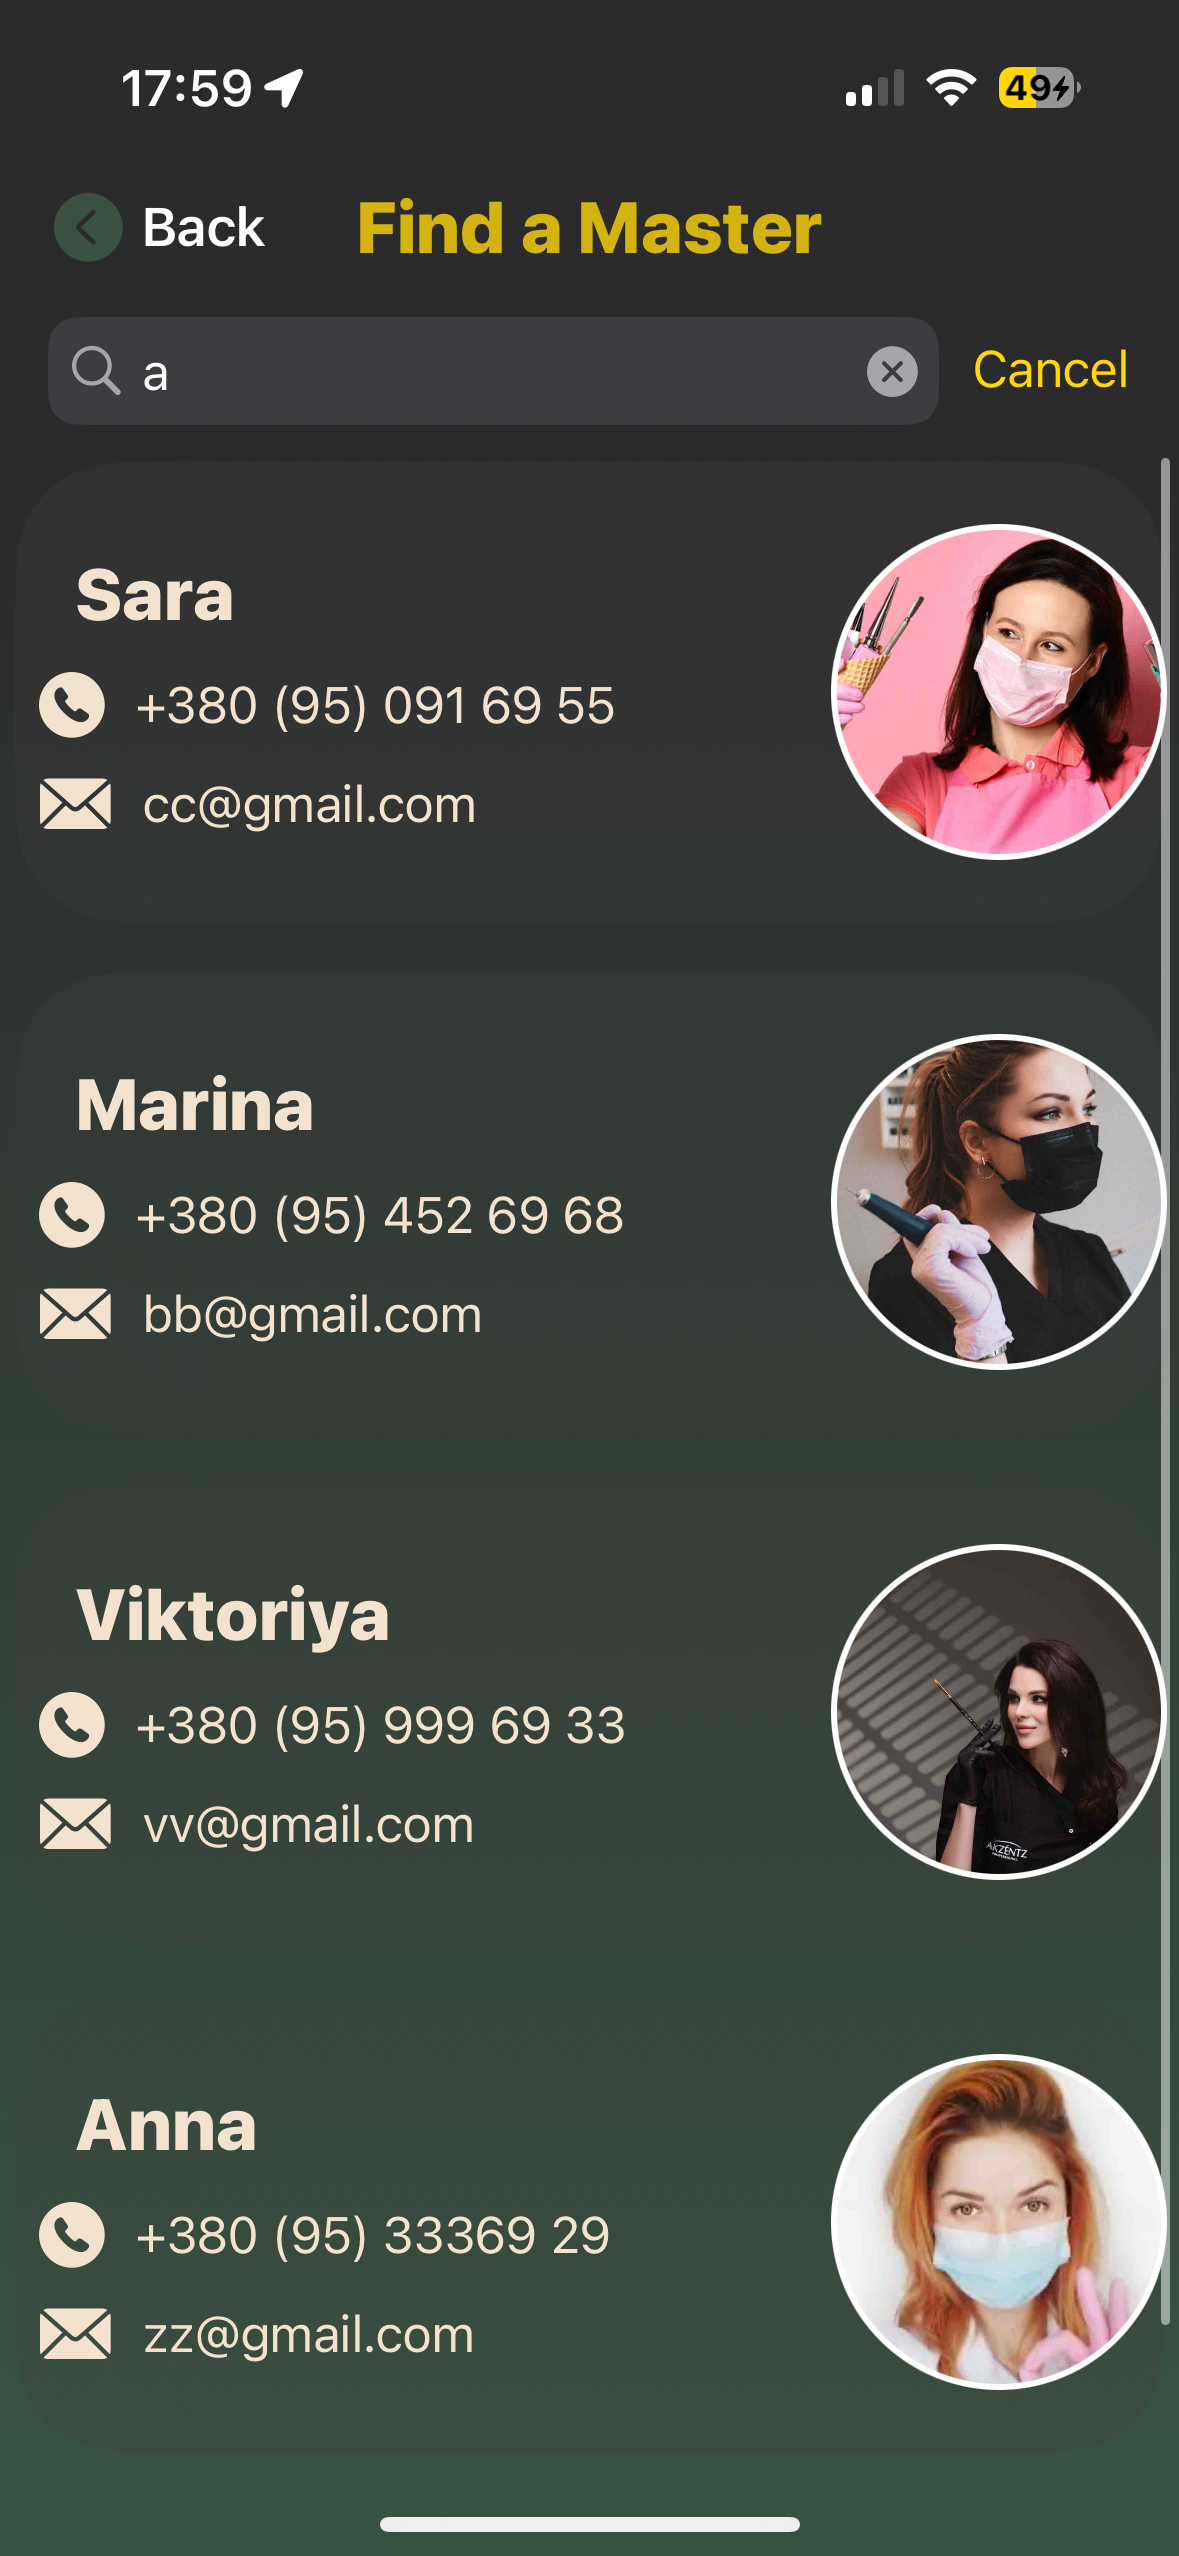 17:59
49
Back
Find a Master
a
Cancel
Sara
+380 (95) 091 69 55
cc@gmail.com
Marina
+380 (95) 452 69 68
bb@gmail.com
Viktoriya
+380 (95) 999 69 33
vv@gmail.com
AKZÉNTZ
Anna
+380 (95) 33369 29
zz@gmail.com